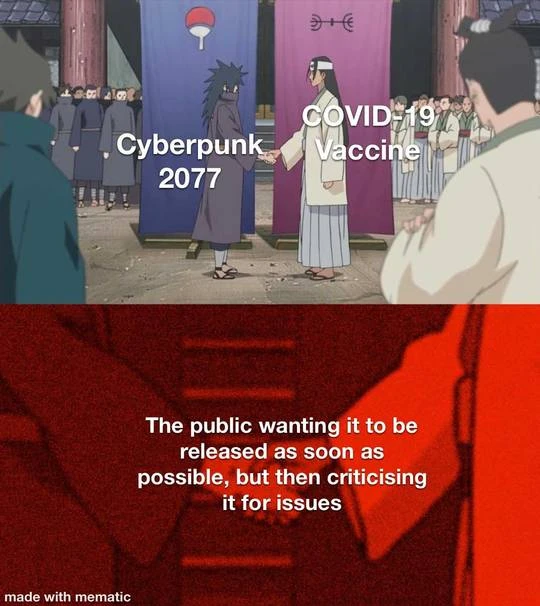 Cyberpunk
2077
COVID-19
Vaccine
The public wanting it to be
released as soon as
possible, but then criticising
it for issues
made with mematic